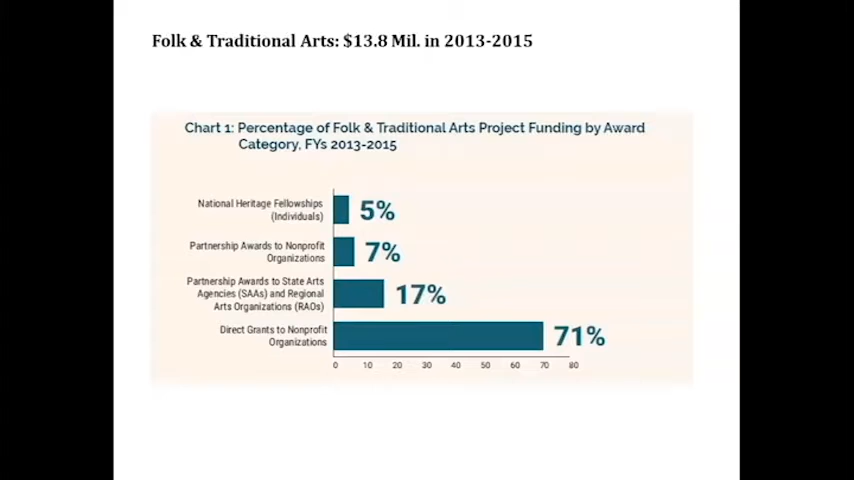 Folk & Traditional Arts: $13.8 Mil. in 2013-2015
Chart 1: Percentage of Folk & Traditional Arts Project Funding by Award
Category, FYs 2013-2015
National Heritage Fellowships
(Individuals)
5%
Partnership Awards to Nonprofit
Organizations
7%
Partnership Awards to State Arts
Agencies (SAAs) and Regional
Arts Organizations (RAOs)
17%
Direct Grants to Nonprofit
Organizations
71%
0 10 20 30 40 50 60 70 80